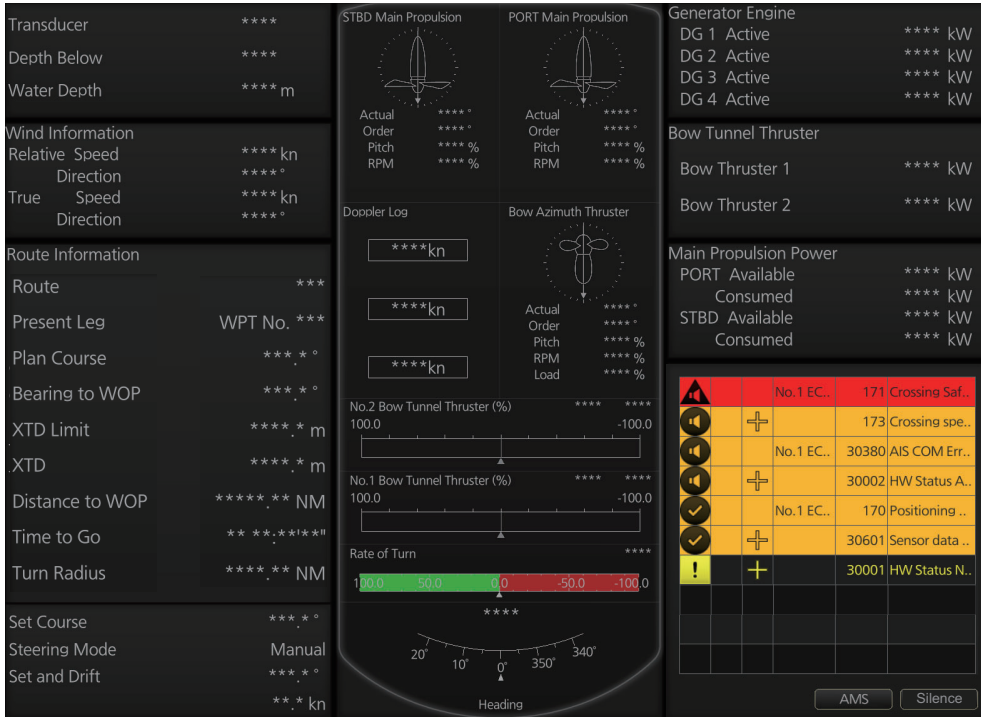 Transducer ****
Depth Below ****
Water Depth **** m
Wind Information
Relative Speed **** kn
Direction **** °
True Speed **** kn
Direction **** °
Route Information
Route ***
Present Leg WPT No. ***
Plan Course ***.* °
Bearing to WOP ***.* °
XTD Limit ****.* m
XTD ****.* m
Distance to WOP *****.** NM
Time to Go ** **:**'**"
Turn Radius ****.** NM
Set Course ***.* °
Steering Mode Manual
Set and Drift ***.* °
**.* kn
STBD Main Propulsion
Actual **** °
Order **** °
Pitch **** %
RPM **** %
PORT Main Propulsion
Actual **** °
Order **** °
Pitch **** %
RPM **** %
Doppler Log
****kn
****kn
****kn
Bow Azimuth Thruster
Actual **** °
Order **** °
Pitch **** %
RPM **** %
Load **** %
No.2 Bow Tunnel Thruster (%) **** ****
100.0 -100.0
No.1 Bow Tunnel Thruster (%) **** ****
100.0 -100.0
Rate of Turn ****
100.0 50.0 0.0 -50.0 -100.0
****
20° 10° 0° 350° 340°
Heading
Generator Engine
DG 1 Active **** kW
DG 2 Active **** kW
DG 3 Active **** kW
DG 4 Active **** kW
Bow Tunnel Thruster
Bow Thruster 1 **** kW
Bow Thruster 2 **** kW
Main Propulsion Power
PORT Available **** kW
Consumed **** kW
STBD Available **** kW
Consumed **** kW
No.1 EC.. 171 Crossing Saf..
173 Crossing spe..
No.1 EC.. 30380 AIS COM Err..
30002 HW Status A..
No.1 EC.. 170 Positioning ..
30601 Sensor data ..
30001 HW Status N..
AMS Silence